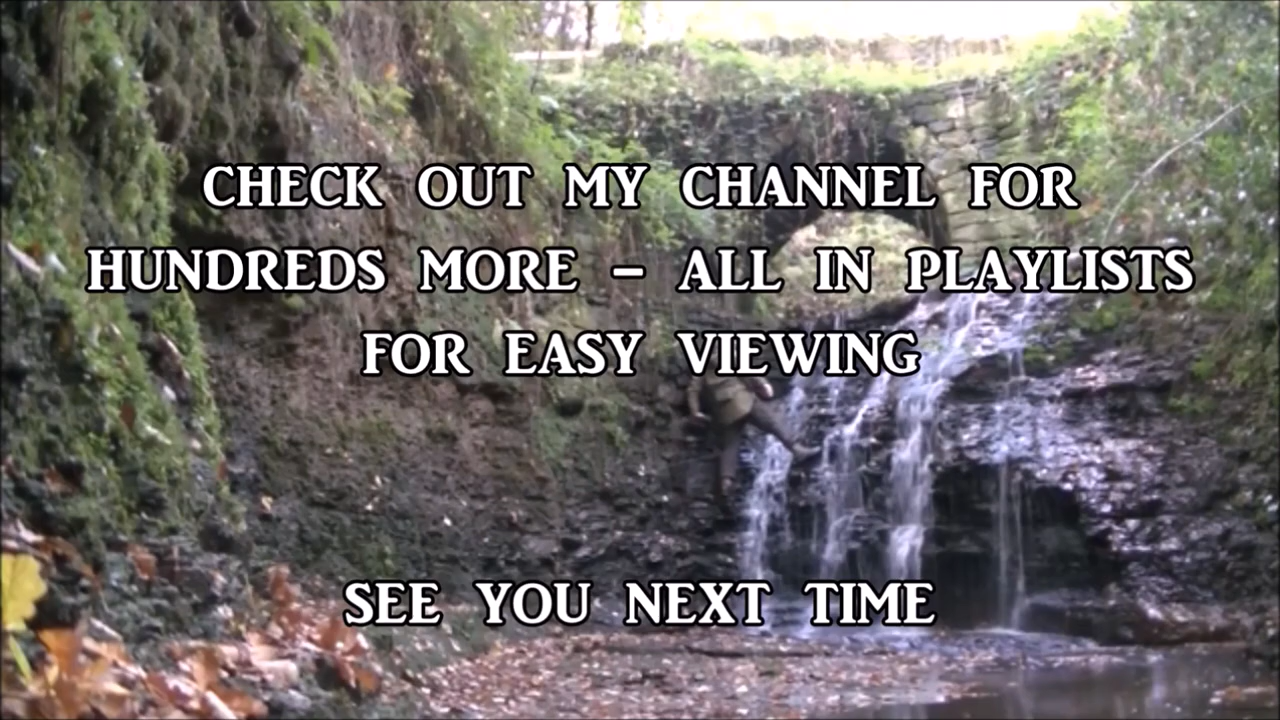 CHECK OUT MY CHANNEL FOR
HUNDREDS MORE – ALL IN PLAYLISTS
FOR EASY VIEWING
SEE YOU NEXT TIME